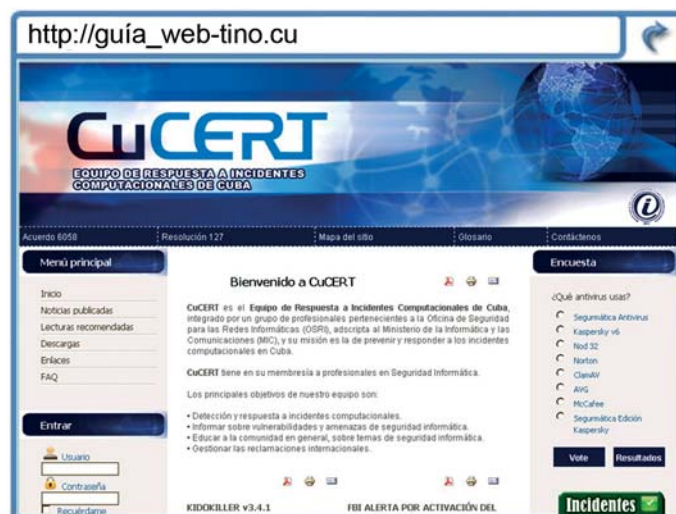 http://guía_web-tino.cu
CuCERT
EQUIPO DE RESPUESTA A INCIDENTES
COMPUTACIONALES DE CUBA
Acuerdo 6058
Resolución 127
Mapa del sitio
Glosario
Contáctenos
Menú principal
Inicio
Noticias publicadas
Lecturas recomendadas
Descargas
Enlaces
FAQ
Entrar
Usuario
Contraseña
Recuérdame
Bienvenido a CuCERT
CuCERT es el Equipo de Respuesta a Incidentes Computacionales de Cuba,
integrado por un grupo de profesionales pertenecientes a la Oficina de Seguridad
para las Redes Informáticas (OSRI), adscripta al Ministerio de la Informática y las
Comunicaciones (MIC), y su misión es la de prevenir y responder a los incidentes
computacionales en Cuba.
CuCERT tiene en su membresía a profesionales en Seguridad Informática.
Los principales objetivos de nuestro equipo son:
• Detección y respuesta a incidentes computacionales.
• Informar sobre vulnerabilidades y amenazas de seguridad informática.
• Educar a la comunidad en general, sobre temas de seguridad informática.
• Gestionar las reclamaciones internacionales.
KIDOKILLER v3.4.1
FBI ALERTA POR ACTIVACIÓN DEL
Encuesta
¿Qué antivirus usas?
Segurmática Antivirus
Kaspersky v6
Nod 32
Norton
ClamAV
AVG
McCafee
Segurmática Edición
Kaspersky
Vote
Resultados
Incidentes